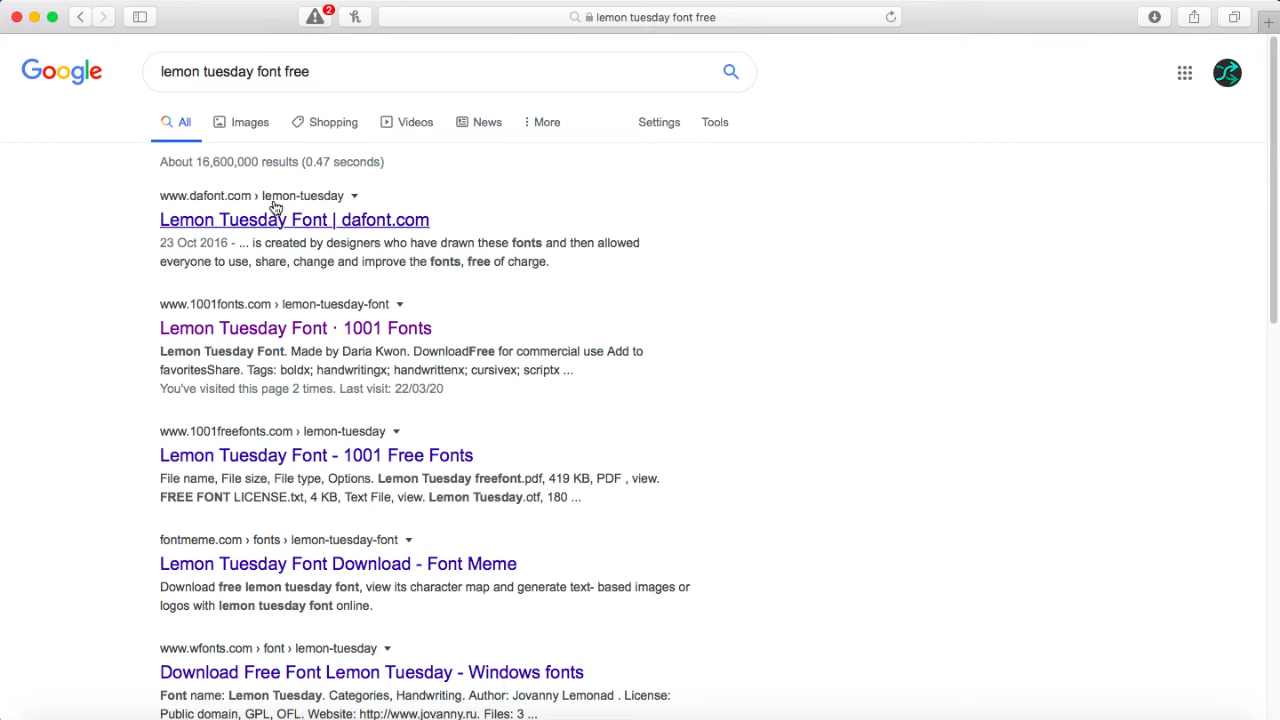 2
lemon tuesday font free
Google
lemon tuesday font free
All Images Shopping Videos News More Settings Tools
About 16,600,000 results (0.47 seconds)
www.dafont.com › lemon-tuesday
Lemon Tuesday Font | dafont.com
23 Oct 2016 - ... is created by designers who have drawn these fonts and then allowed
everyone to use, share, change and improve the fonts, free of charge.
www.1001fonts.com › lemon-tuesday-font
Lemon Tuesday Font · 1001 Fonts
Lemon Tuesday Font. Made by Daria Kwon. DownloadFree for commercial use Add to
favoritesShare. Tags: boldx; handwritingx; handwrittenx; cursivex; scriptx ...
You've visited this page 2 times. Last visit: 22/03/20
www.1001freefonts.com › lemon-tuesday
Lemon Tuesday Font - 1001 Free Fonts
File name, File size, File type, Options. Lemon Tuesday freefont.pdf, 419 KB, PDF , view.
FREE FONT LICENSE.txt, 4 KB, Text File, view. Lemon Tuesday.otf, 180 ...
fontmeme.com › fonts › lemon-tuesday-font
Lemon Tuesday Font Download - Font Meme
Download free lemon tuesday font, view its character map and generate text- based images or
logos with lemon tuesday font online.
www.wfonts.com › font › lemon-tuesday
Download Free Font Lemon Tuesday - Windows fonts
Font name: Lemon Tuesday. Categories, Handwriting. Author: Jovanny Lemonad . License:
Public domain, GPL, OFL. Website: http://www.jovanny.ru. Files: 3 ...